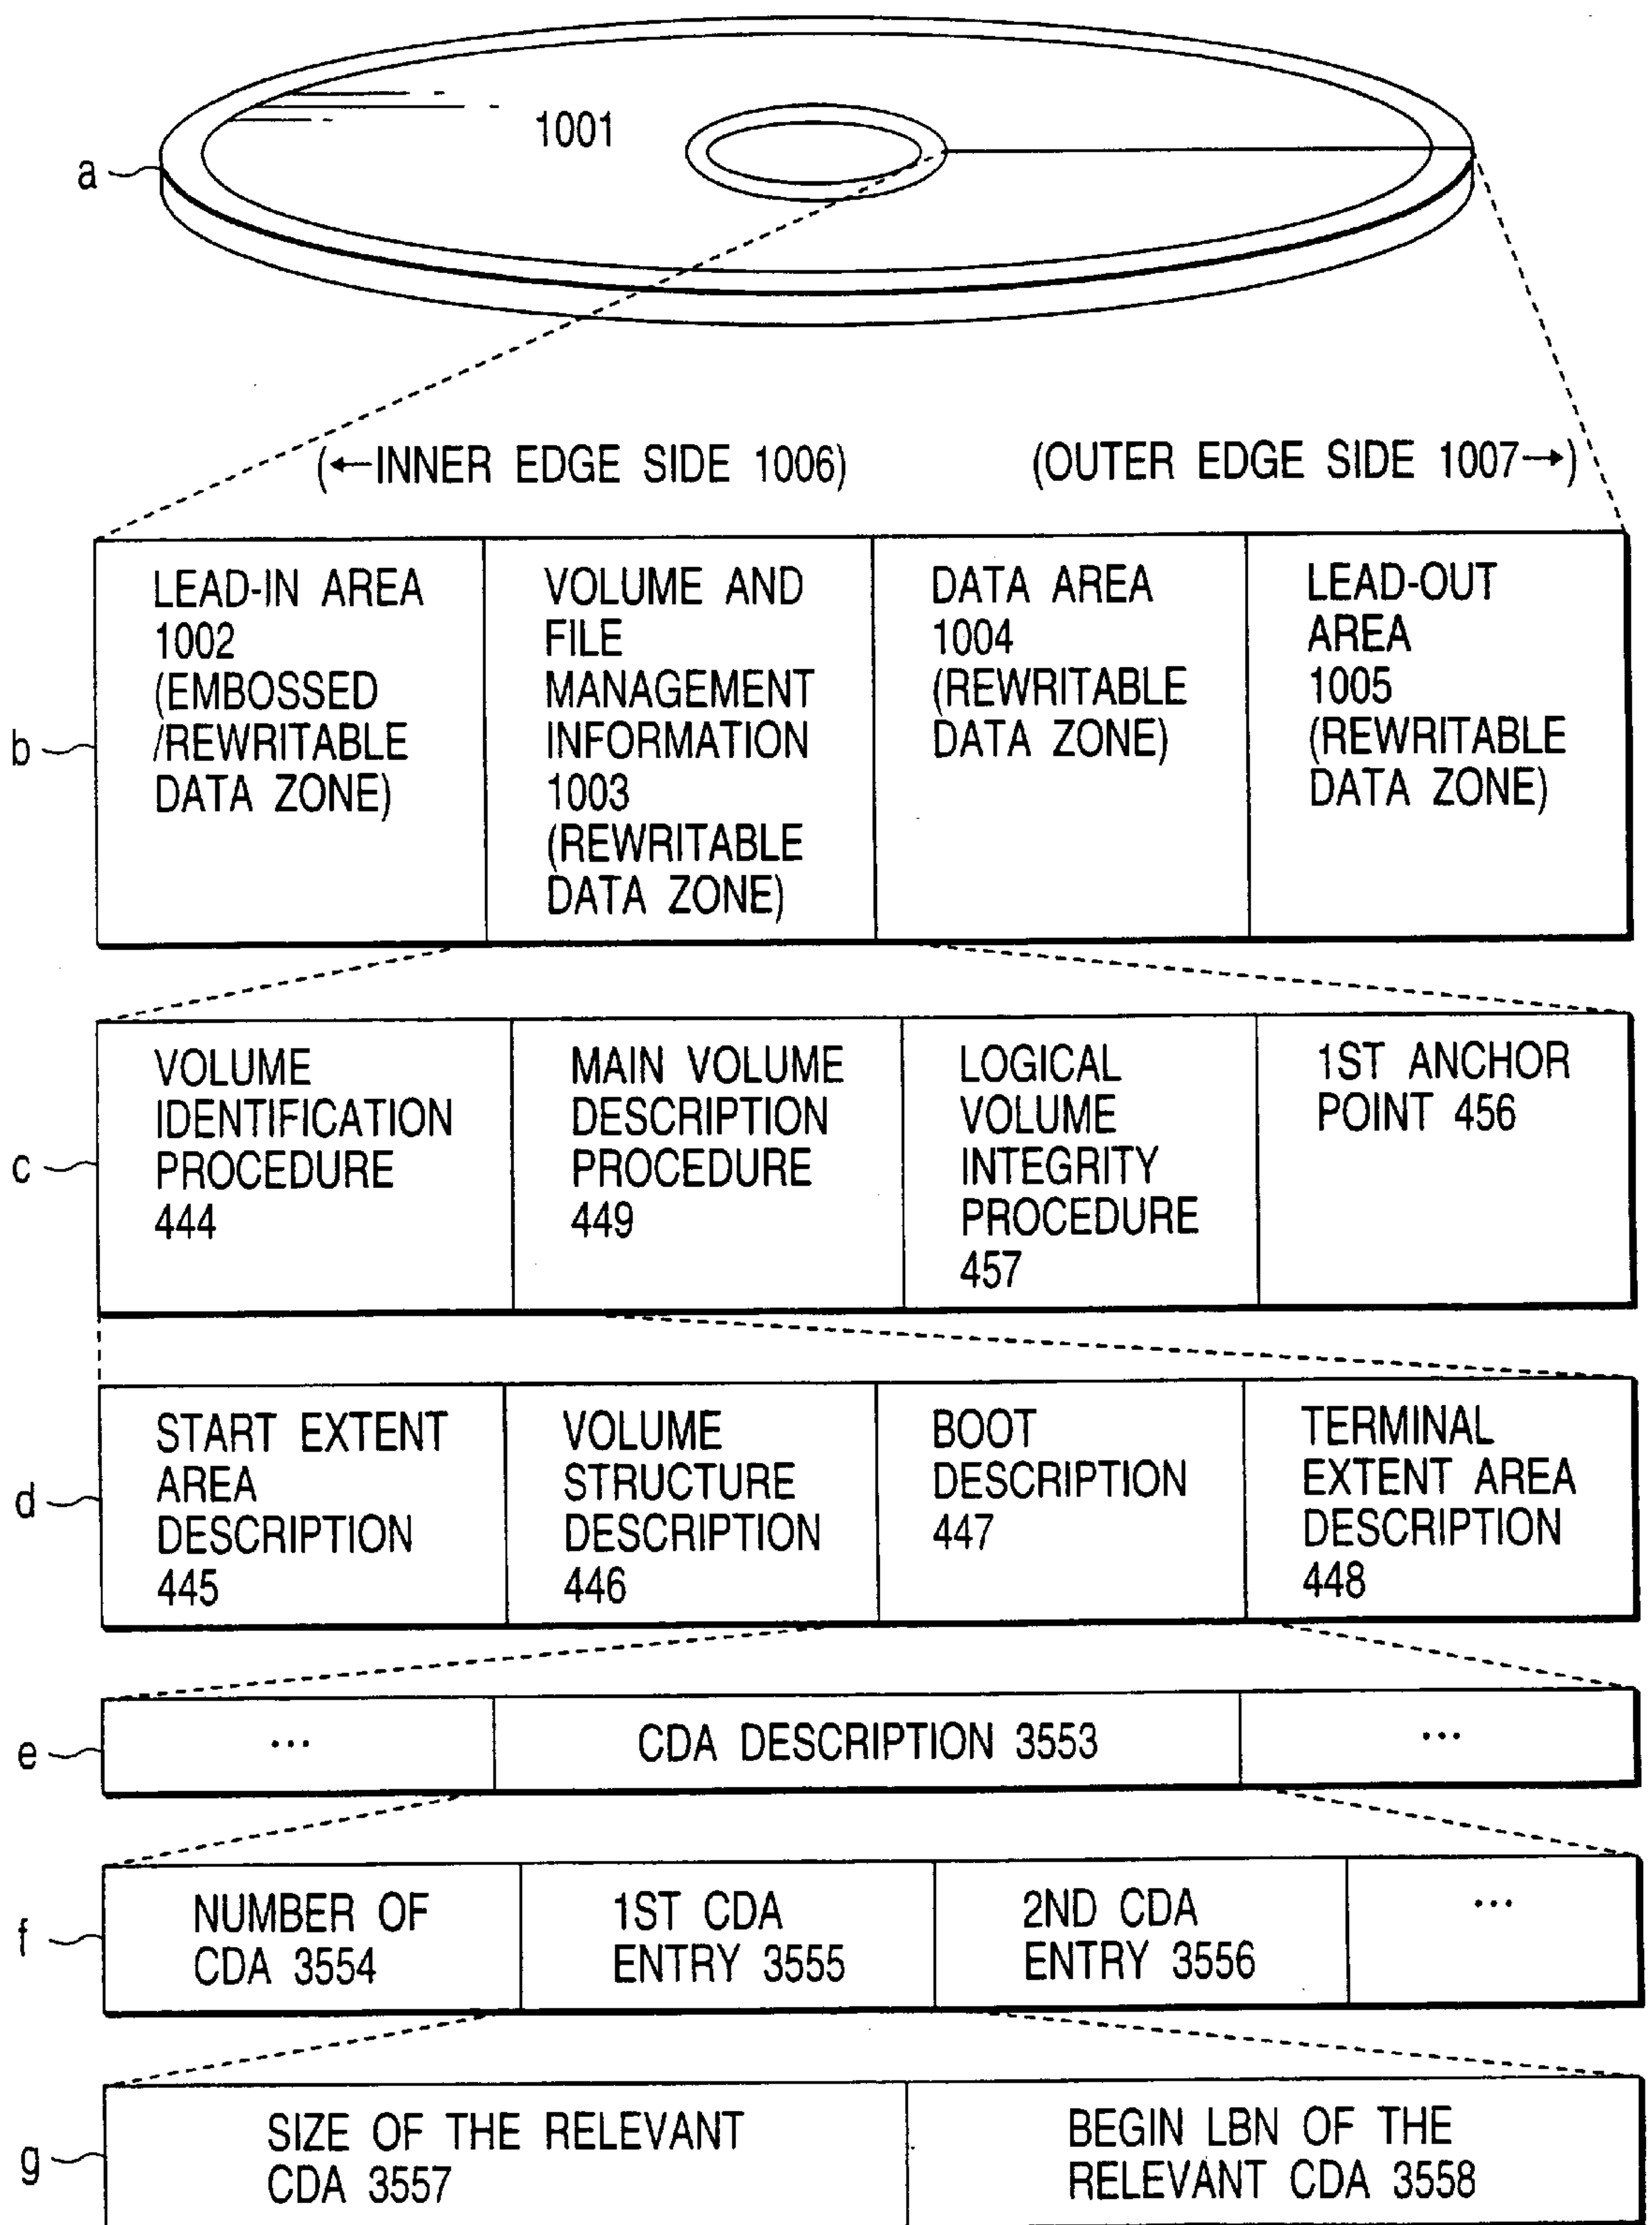 1001
a
(←INNER EDGE SIDE 1006)
(OUTER EDGE SIDE 1007→)
b
LEAD-IN AREA
1002
(EMBOSSED
/REWRITABLE
DATA ZONE)
VOLUME AND
FILE
MANAGEMENT
INFORMATION
1003
(REWRITABLE
DATA ZONE)
DATA AREA
1004
(REWRITABLE
DATA ZONE)
LEAD-OUT
AREA
1005
(REWRITABLE
DATA ZONE)
c
VOLUME
IDENTIFICATION
PROCEDURE
444
MAIN VOLUME
DESCRIPTION
PROCEDURE
449
LOGICAL
VOLUME
INTEGRITY
PROCEDURE
457
1ST ANCHOR
POINT 456
d
START EXTENT
AREA
DESCRIPTION
445
VOLUME
STRUCTURE
DESCRIPTION
446
BOOT
DESCRIPTION
447
TERMINAL
EXTENT AREA
DESCRIPTION
448
e
...
CDA DESCRIPTION 3553
...
f
NUMBER OF
CDA 3554
1ST CDA
ENTRY 3555
2ND CDA
ENTRY 3556
...
g
SIZE OF THE RELEVANT
CDA 3557
BEGIN LBN OF THE
RELEVANT CDA 3558